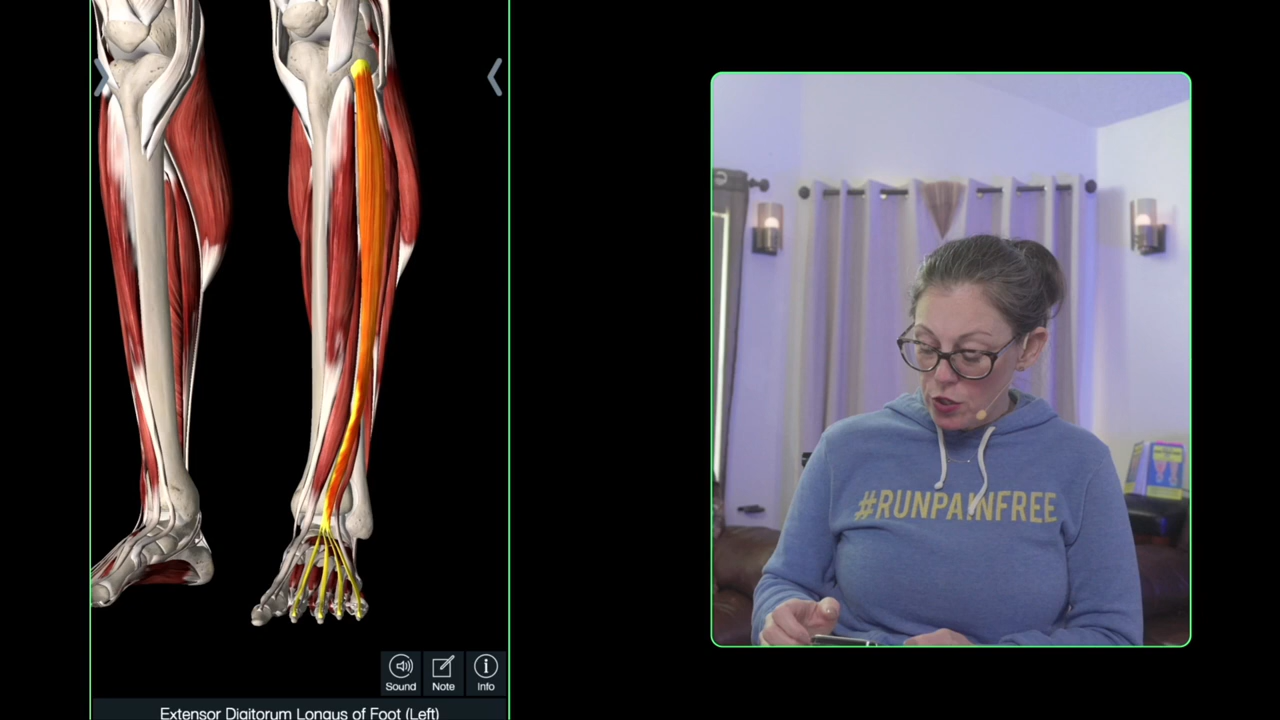 Sound
Note
Info
Extensor Digitorum Longus of Foot (Left)
#RUNPAINFREE